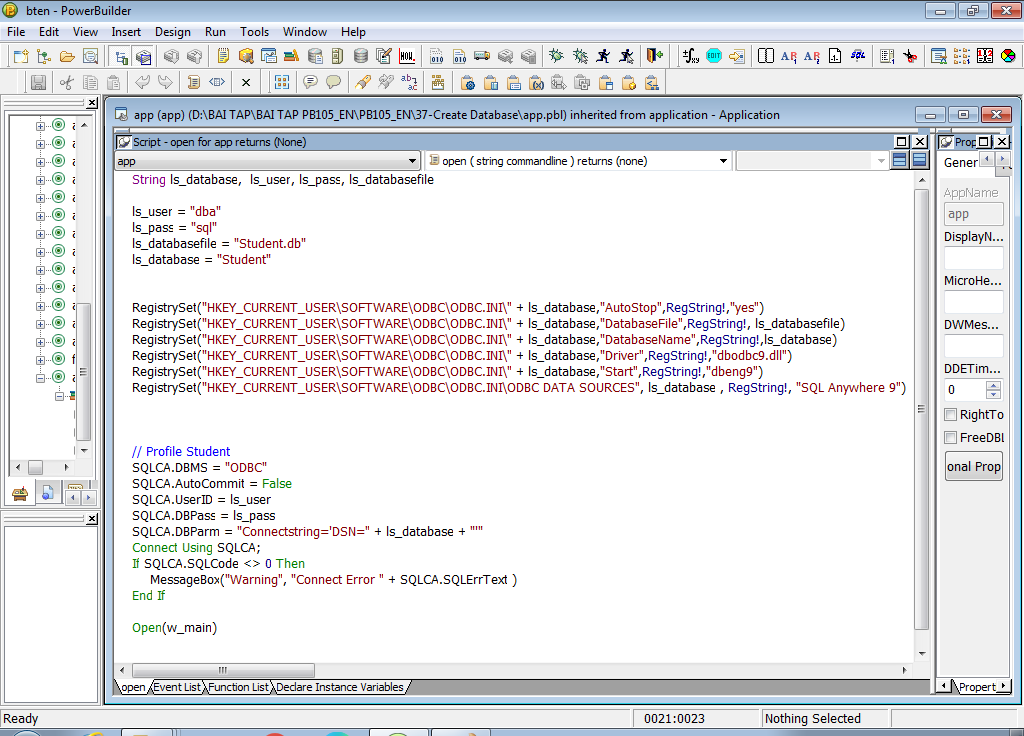 bten - PowerBuilder
File Edit View Insert Design Run Tools Window Help
app (app) (D:\BAI TAP\BAI TAP PB105_EN\PB105_EN\37-Create Database\app.pbl) inherited from application - Application
Script - open for app returns (None)
app
open ( string commandline ) returns (none)
String ls_database, ls_user, ls_pass, ls_databasefile
ls_user = "dba"
ls_pass = "sql"
ls_databasefile = "Student.db"
ls_database = "Student"
RegistrySet("HKEY_CURRENT_USER\SOFTWARE\ODBC\ODBC.INI\" + ls_database,"AutoStop",RegString!,"yes")
RegistrySet("HKEY_CURRENT_USER\SOFTWARE\ODBC\ODBC.INI\" + ls_database,"DatabaseFile",RegString!, ls_databasefile)
RegistrySet("HKEY_CURRENT_USER\SOFTWARE\ODBC\ODBC.INI\" + ls_database,"DatabaseName",RegString!,ls_database)
RegistrySet("HKEY_CURRENT_USER\SOFTWARE\ODBC\ODBC.INI\" + ls_database,"Driver",RegString!,"dbodbc9.dll")
RegistrySet("HKEY_CURRENT_USER\SOFTWARE\ODBC\ODBC.INI\" + ls_database,"Start",RegString!,"dbeng9")
RegistrySet("HKEY_CURRENT_USER\SOFTWARE\ODBC\ODBC.INI\ODBC DATA SOURCES", ls_database , RegString!, "SQL Anywhere 9")
// Profile Student
SQLCA.DBMS = "ODBC"
SQLCA.AutoCommit = False
SQLCA.UserID = ls_user
SQLCA.DBPass = ls_pass
SQLCA.DBParm = "Connectstring='DSN=" + ls_database + "'"
Connect Using SQLCA;
If SQLCA.SQLCode <> 0 Then
MessageBox("Warning", "Connect Error " + SQLCA.SQLErrText )
End If
Open(w_main)
open Event List Function List Declare Instance Variables
Prop
Gener
AppName
app
DisplayN...
MicroHe...
DWMes...
DDETim...
0
RightTo
FreeDBL
onal Prop
Propert
Ready
0021:0023
Nothing Selected